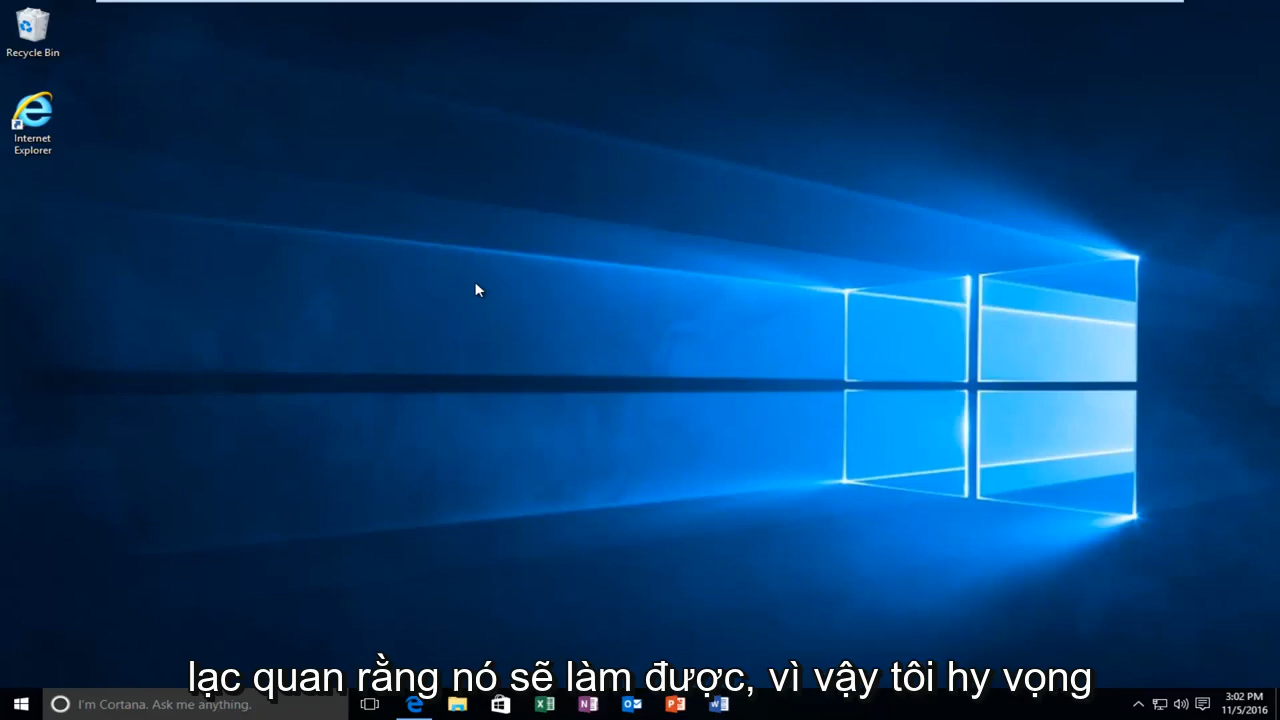 Recycle Bin
Internet
Explorer
lạc quan rằng nó sẽ làm được, vì vậy tôi hy vọng
I'm Cortana. Ask me anything.
3:02 PM
11/5/2016